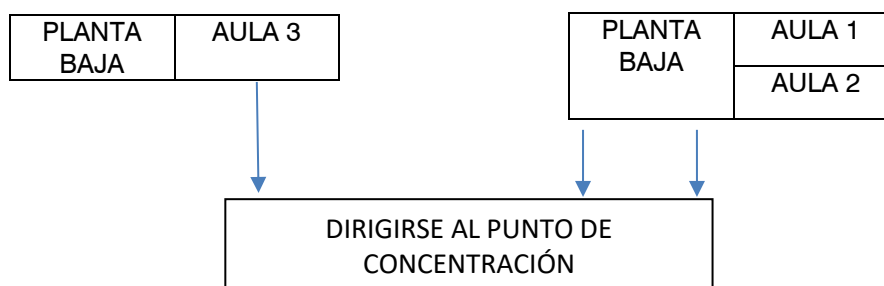 PLANTA
BAJA
AULA 3
PLANTA
BAJA
AULA 1
AULA 2
DIRIGIRSE AL PUNTO DE
CONCENTRACIÓN